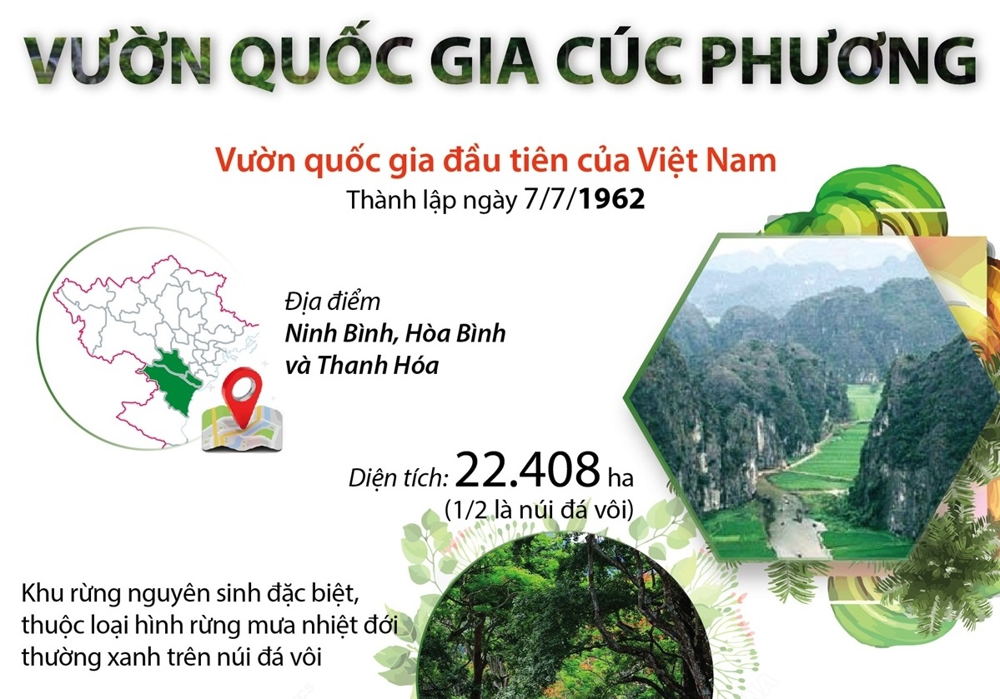 VƯỜN QUỐC GIA CÚC PHƯƠNG
Vườn quốc gia đầu tiên của Việt Nam
Thành lập ngày 7/7/1962
Địa điểm
Ninh Bình, Hòa Bình
và Thanh Hóa
Diện tích: 22.408 ha
(1/2 là núi đá vôi)
Khu rừng nguyên sinh đặc biệt,
thuộc loại hình rừng mưa nhiệt đới
thường xanh trên núi đá vôi